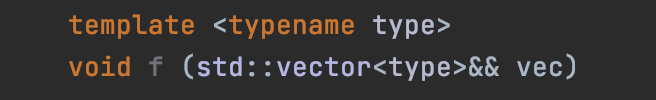 template <typename type>
void f (std::vector<type>&& vec)